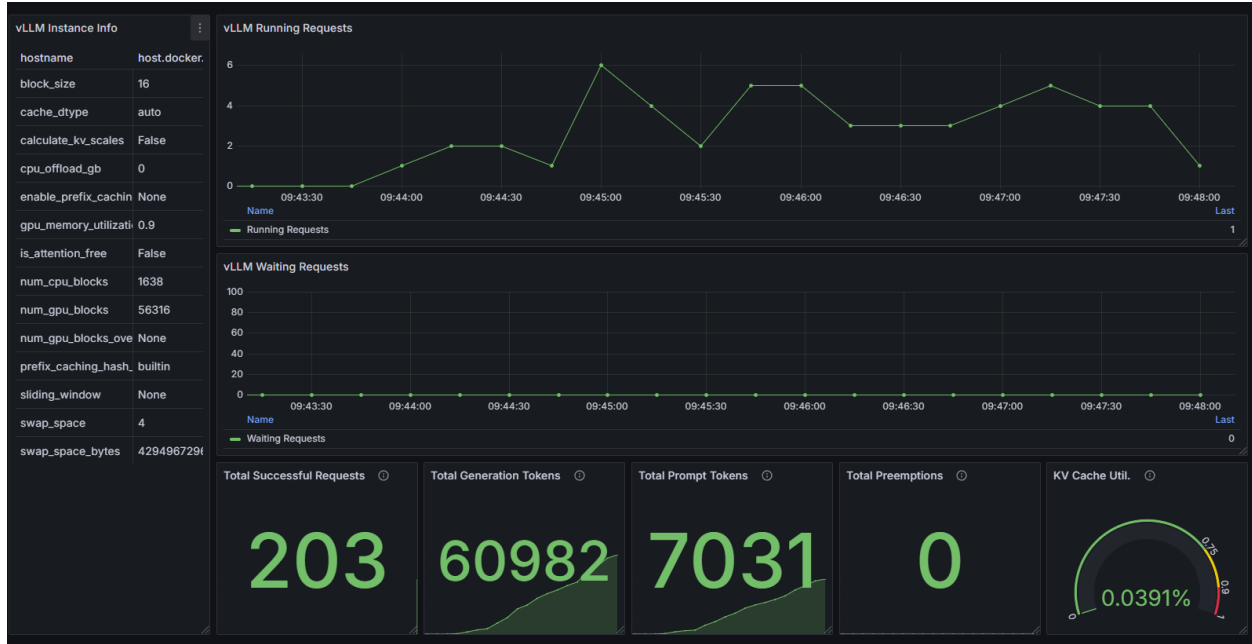 vLLM Instance Info
hostname host.docker.
block_size 16
cache_dtype auto
calculate_kv_scales False
cpu_offload_gb 0
enable_prefix_cachin None
gpu_memory_utilizati 0.9
is_attention_free False
num_cpu_blocks 1638
num_gpu_blocks 56316
num_gpu_blocks_ove None
prefix_caching_hash_ builtin
sliding_window None
swap_space 4
swap_space_bytes 4294967296
vLLM Running Requests
6
4
2
0
09:43:30 09:44:00 09:44:30 09:45:00 09:45:30 09:46:00 09:46:30 09:47:00 09:47:30 09:48:00
Name Last
Running Requests 1
vLLM Waiting Requests
100
80
60
40
20
0
09:43:30 09:44:00 09:44:30 09:45:00 09:45:30 09:46:00 09:46:30 09:47:00 09:47:30 09:48:00
Name Last
Waiting Requests 0
Total Successful Requests
203
Total Generation Tokens
60982
Total Prompt Tokens
7031
Total Preemptions
0
KV Cache Util.
0 0.75 0.9 1
0.0391%